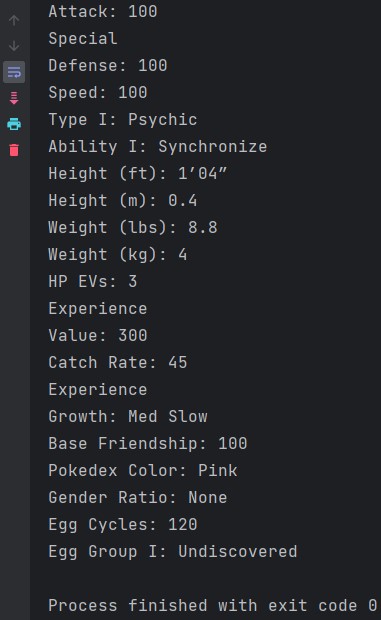 Attack: 100
Special
Defense: 100
Speed: 100
Type I: Psychic
Ability I: Synchronize
Height (ft): 1’04”
Height (m): 0.4
Weight (lbs): 8.8
Weight (kg): 4
HP EVs: 3
Experience
Value: 300
Catch Rate: 45
Experience
Growth: Med Slow
Base Friendship: 100
Pokedex Color: Pink
Gender Ratio: None
Egg Cycles: 120
Egg Group I: Undiscovered
Process finished with exit code 0